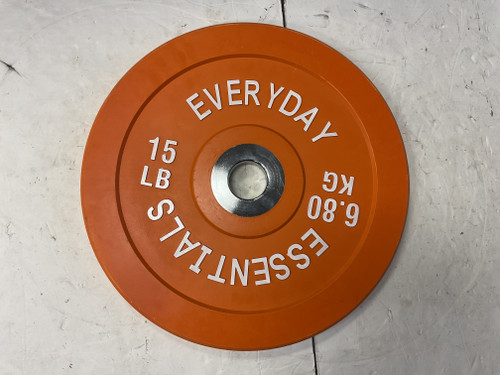 EVERYDAY
15
LB
6.80
KG
ESSENTIALS